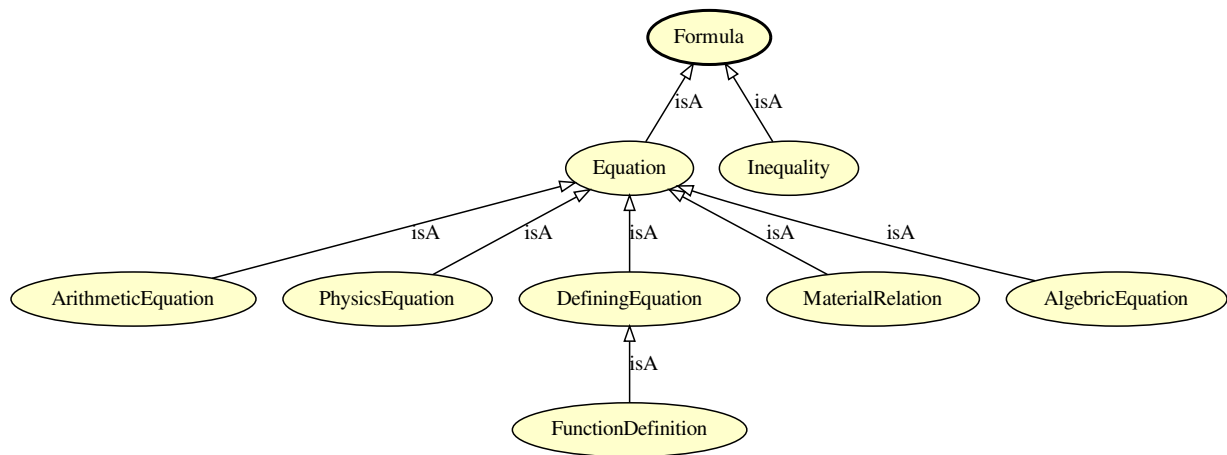 Formula
isA
isA
Equation
Inequality
isA
isA
isA
isA
isA
ArithmeticEquation
PhysicsEquation
DefiningEquation
MaterialRelation
AlgebricEquation
isA
FunctionDefinition